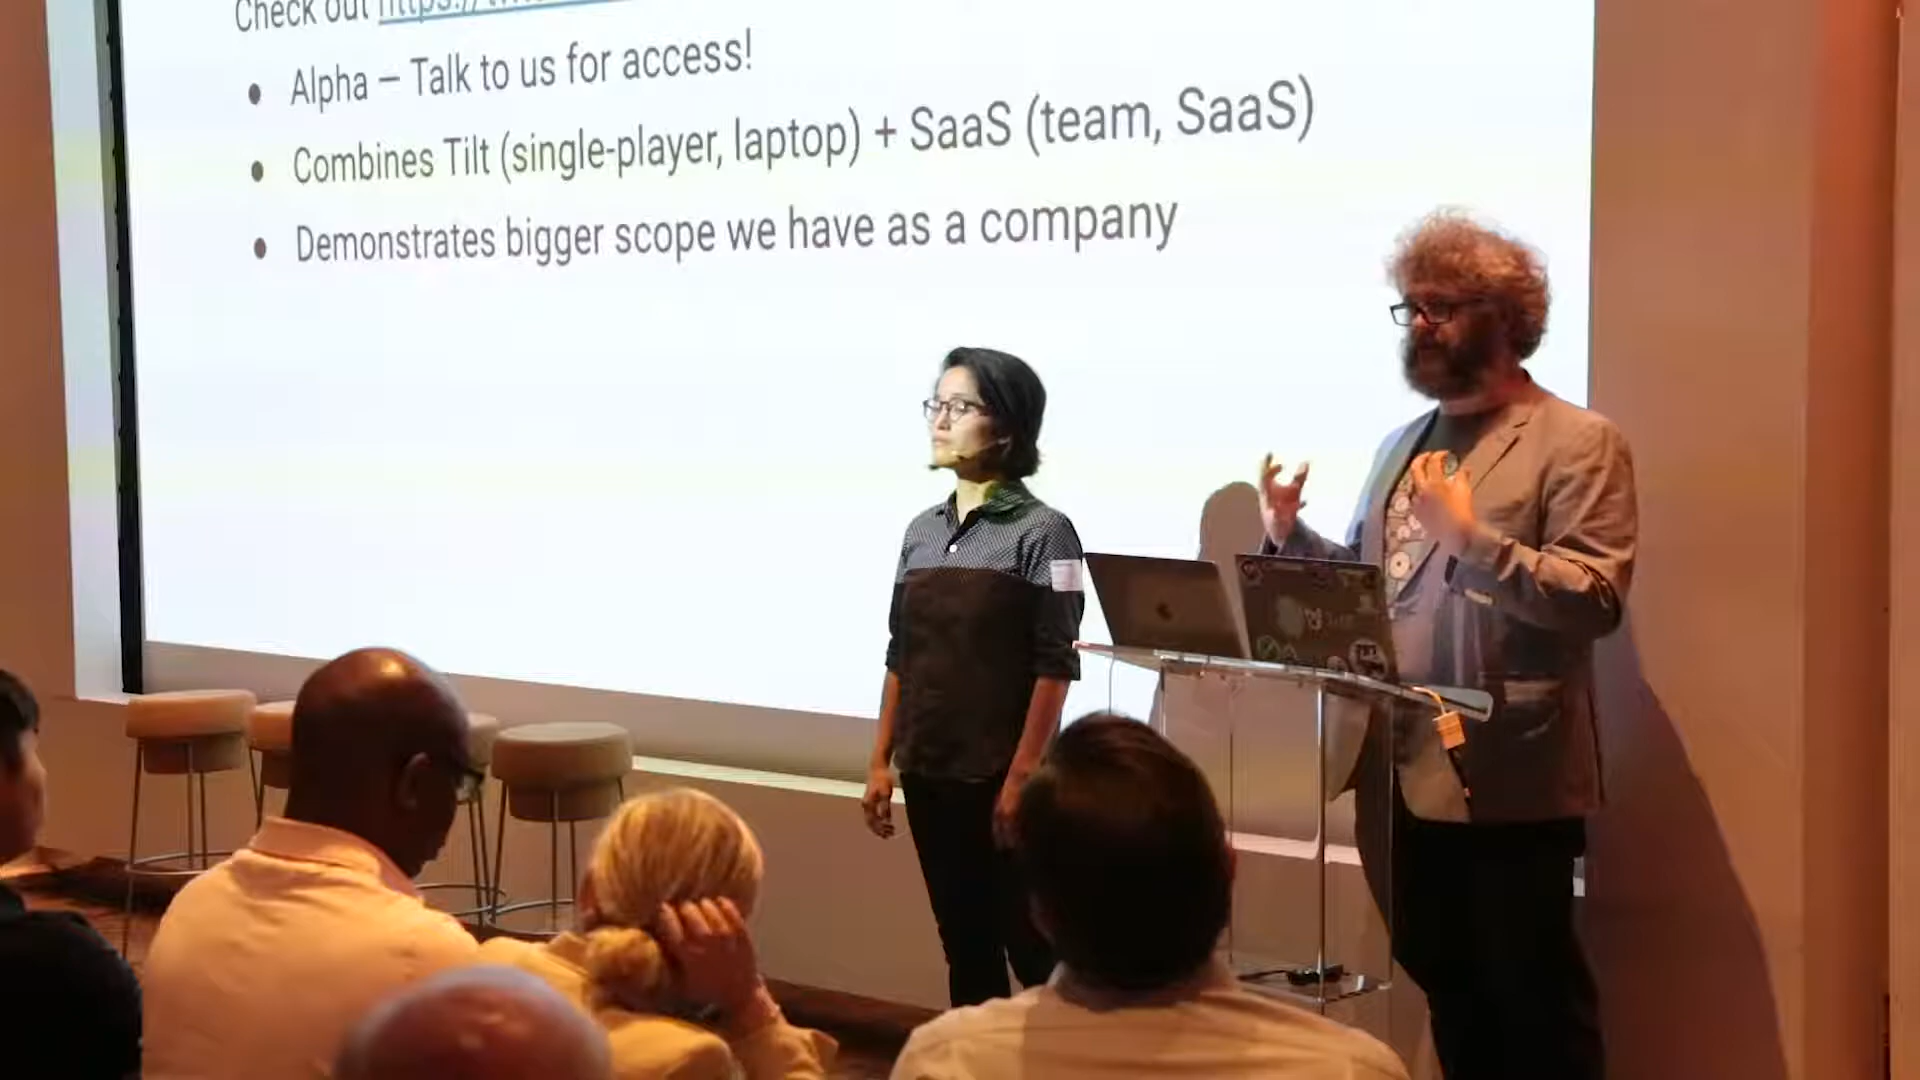 Check out https://
Alpha – Talk to us for access!
Combines Tilt (single-player, laptop) + SaaS (team, SaaS)
Demonstrates bigger scope we have as a company